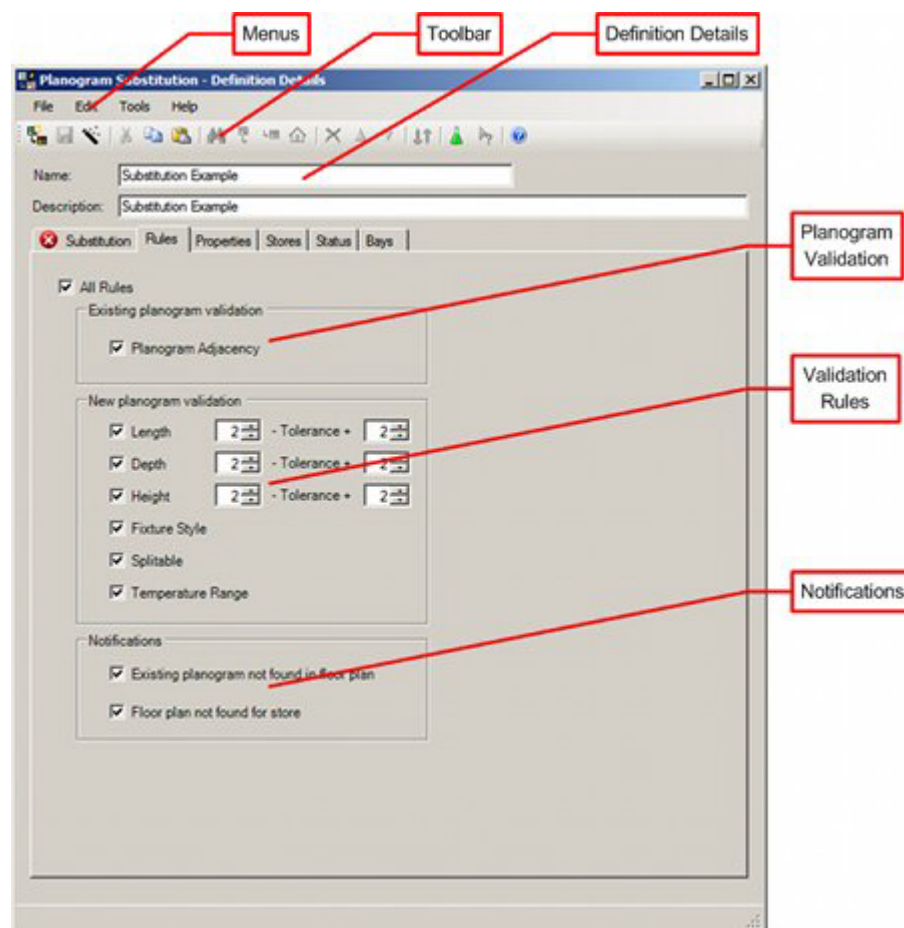 Menus
Toolbar
Definition Details
Planogram Substitution - Definition Details
File Edit Tools Help
Name: Substitution Example
Description: Substitution Example
Substitution Rules Properties Stores Status Bays
Planogram
Validation
All Rules
Existing planogram validation
Planogram Adjacency
Validation
Rules
New planogram validation
Length 2 - Tolerance + 2
Depth 2 - Tolerance + 2
Height 2 - Tolerance + 2
Fixture Style
Splitable
Temperature Range
Notifications
Notifications
Existing planogram not found in floor plan
Floor plan not found for store